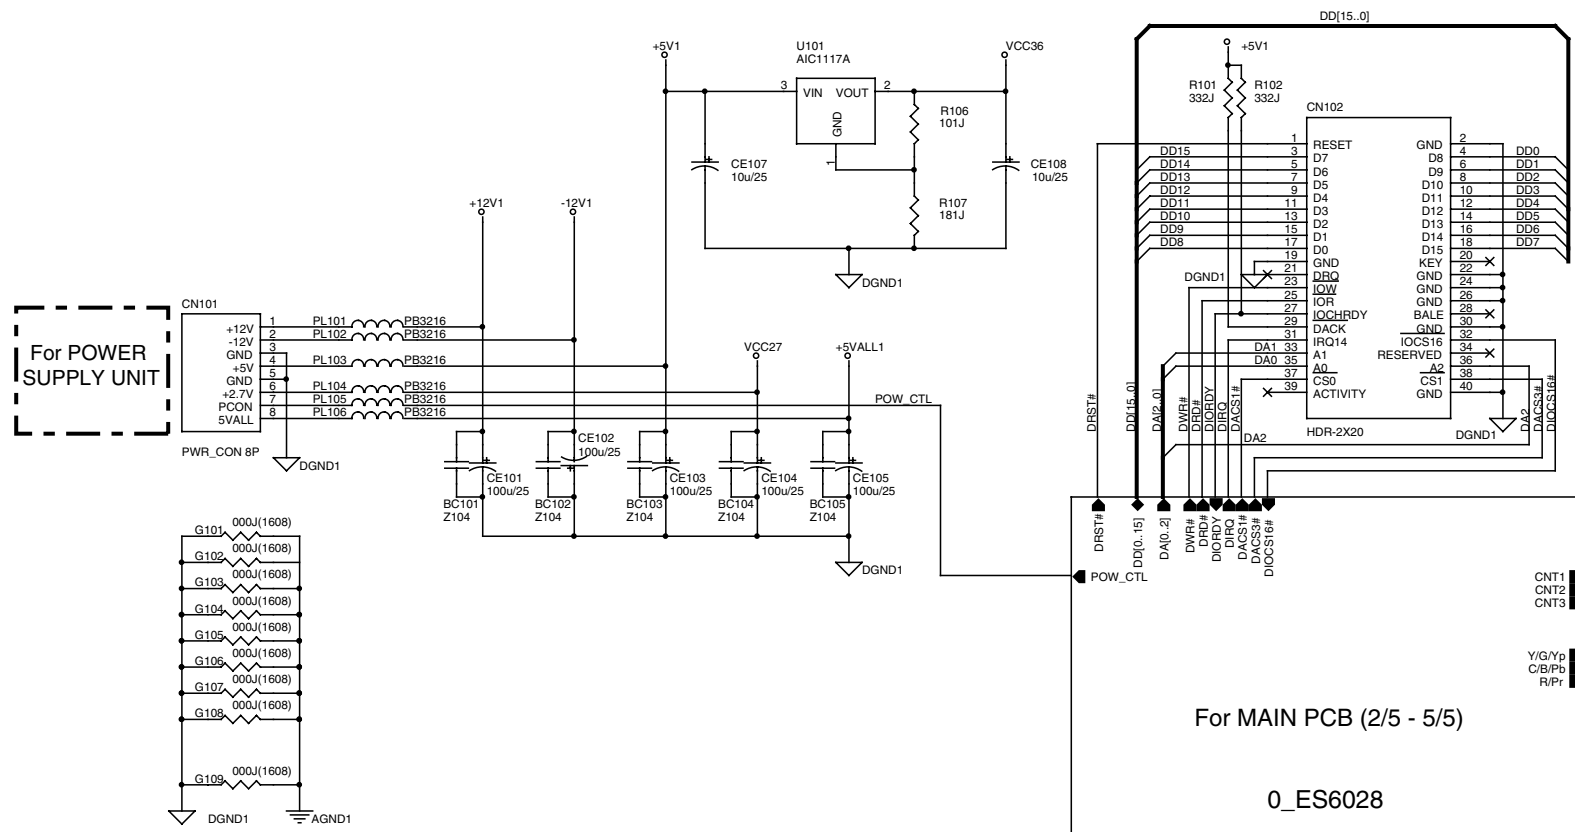 DD[15..0]
+5V1
U101
AIC1117A
VCC36
+5V1
3
VIN
VOUT
2
GND
1
R106
101J
R107
181J
CE107
10u/25
CE108
10u/25
DGND1
R101
332J
R102
332J
CN102
1 RESET GND 2
DD15 3 D7 D8 4 DD0
DD14 5 D6 D9 6 DD1
DD13 7 D5 D10 8 DD2
DD12 9 D4 D11 10 DD3
DD11 11 D3 D12 12 DD4
DD10 13 D2 D13 14 DD5
DD9 15 D1 D14 16 DD6
DD8 17 D0 D15 18 DD7
19 GND KEY 20
21 DRQ GND 22
DGND1
23 IOW GND 24
25 IOR GND 26
27 IOCHRDY BALE 28
29 DACK GND 30
31 IRQ14 IOCS16 32
DA1 33 A1 RESERVED 34
DA0 35 A0 A2 36
37 CS0 CS1 38
39 ACTIVITY GND 40
HDR-2X20
DGND1
DA2
DRST#
DD[15..0]
DA[2..0]
DWR#
DRD#
DIORDY
DIRQ
DACS1#
DA2
DACS3#
DIOCS16#
+12V1
-12V1
For POWER
SUPPLY UNIT
CN101
+12V 1 PL101 PB3216
-12V 2 PL102 PB3216
GND 3
+5V 4 PL103 PB3216
GND 5
+2.7V 6 PL104 PB3216
PCON 7 PL105 PB3216 POW_CTL
5VALL 8 PL106 PB3216
PWR_CON 8P
DGND1
VCC27
+5VALL1
CE101
100u/25
BC101
Z104
CE102
100u/25
BC102
Z104
CE103
100u/25
BC103
Z104
CE104
100u/25
BC104
Z104
CE105
100u/25
BC105
Z104
DGND1
G101 000J(1608)
G102 000J(1608)
G103 000J(1608)
G104 000J(1608)
G105 000J(1608)
G106 000J(1608)
G107 000J(1608)
G108 000J(1608)
G109 000J(1608)
DGND1
AGND1
DRST#
DD[0..15]
DA[0..2]
DWR#
DRD#
DIORDY
DIRQ
DACS1#
DACS3#
DIOCS16#
POW_CTL
CNT1
CNT2
CNT3
Y/G/Yp
C/B/Pb
R/Pr
For MAIN PCB (2/5 - 5/5)
0_ES6028